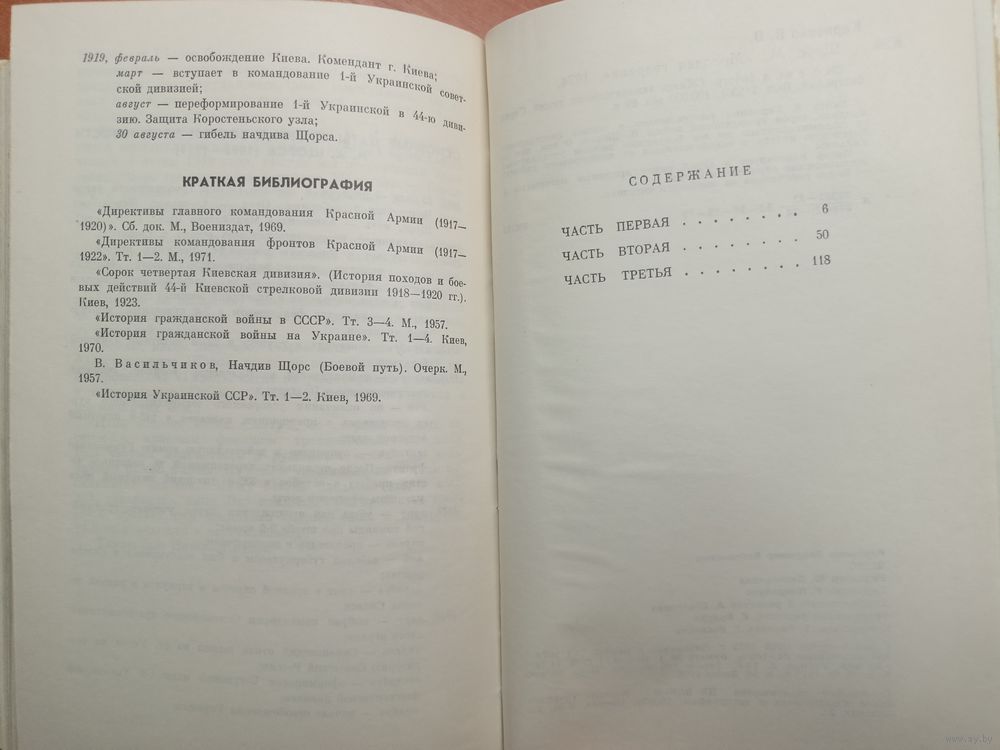 1919, февраль — освобождение Киева. Комендант г. Киева;
март — вступает в командование 1-й Украинской совет-
ской дивизией;
август — переформирование 1-й Украинской в 44-ю диви-
зию. Защита Коростеньского узла;
30 августа — гибель начдива Щорса.
КРАТКАЯ БИБЛИОГРАФИЯ
«Директивы главного командования Красной Армии (1917—
1920)». Сб. док. М., Воениздат, 1969.
«Директивы командования фронтов Красной Армии (1917—
1922». Тт. 1—2. М., 1971.
«Сорок четвертая Киевская дивизия». (История походов и бое-
вых действий 44-й Киевской стрелковой дивизии 1918—1920 гг.).
Киев, 1923.
«История гражданской войны в СССР». Тт. 3—4. М., 1957.
«История гражданской войны на Украине». Тт. 1—4. Киев,
1970.
В. Васильчиков, Начдив Щорс (Боевой путь). Очерк. М.,
1957.
«История Украинской ССР». Тт. 1—2. Киев, 1969.
СОДЕРЖАНИЕ
ЧАСТЬ ПЕРВАЯ . . . . . . . . 6
ЧАСТЬ ВТОРАЯ . . . . . . . . 50
ЧАСТЬ ТРЕТЬЯ . . . . . . . . 118
www.ay.by